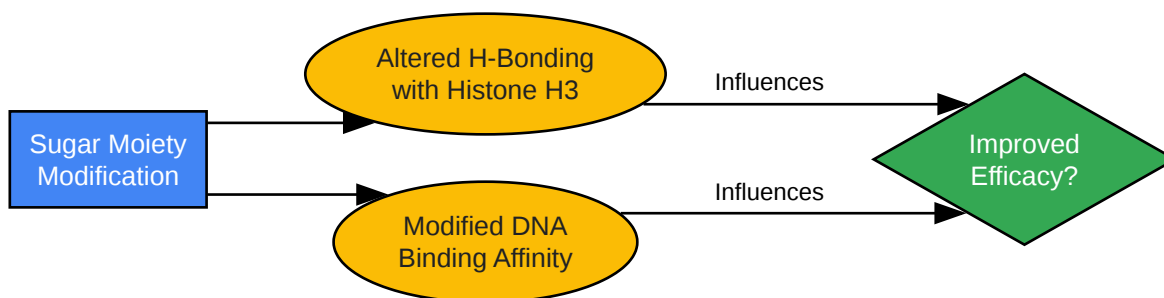 Sugar Moiety
Modification
Altered H-Bonding
with Histone H3
Modified DNA
Binding Affinity
Influences
Influences
Improved
Efficacy?